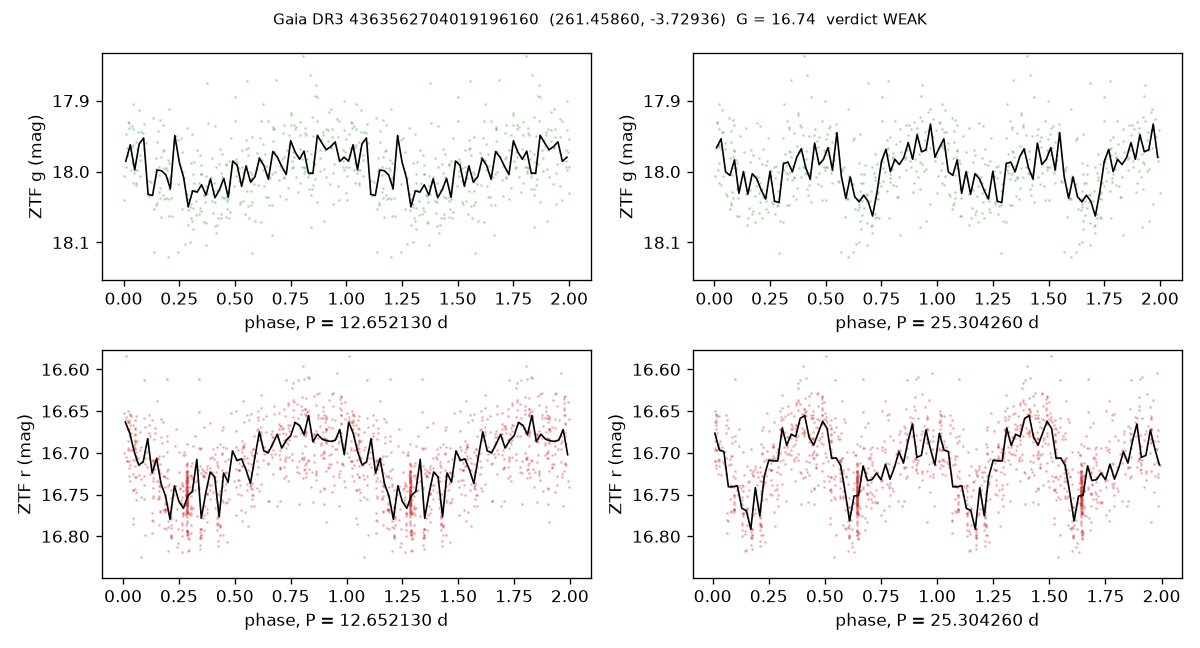 Gaia DR3 4363562704019196160  (261.45860, -3.72936)  G = 16.74  verdict WEAK
ZTF g (mag)
17.9
18.0
18.1
0.00 0.25 0.50 0.75 1.00 1.25 1.50 1.75 2.00
phase, P = 12.652130 d
ZTF g (mag)
17.9
18.0
18.1
0.00 0.25 0.50 0.75 1.00 1.25 1.50 1.75 2.00
phase, P = 25.304260 d
ZTF r (mag)
16.60
16.65
16.70
16.75
16.80
0.00 0.25 0.50 0.75 1.00 1.25 1.50 1.75 2.00
phase, P = 12.652130 d
ZTF r (mag)
16.60
16.65
16.70
16.75
16.80
0.00 0.25 0.50 0.75 1.00 1.25 1.50 1.75 2.00
phase, P = 25.304260 d